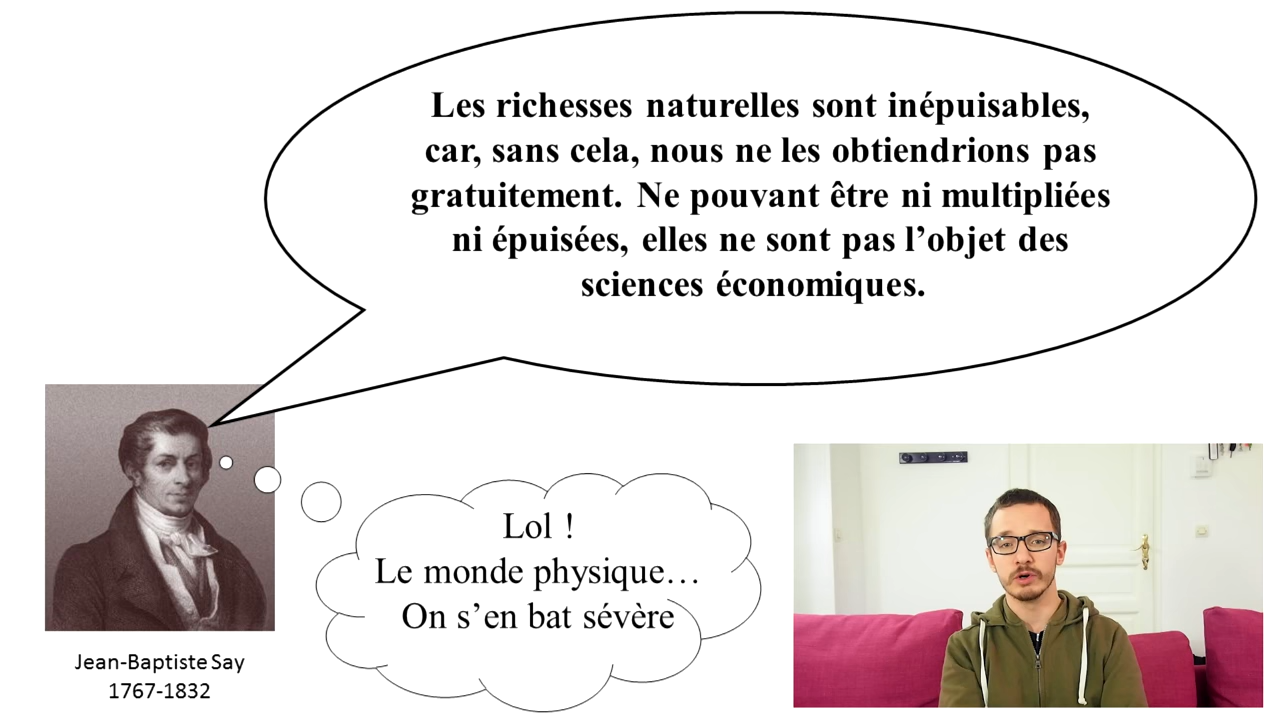 Les richesses naturelles sont inépuisables,
car, sans cela, nous ne les obtiendrions pas
gratuitement. Ne pouvant être ni multipliées
ni épuisées, elles ne sont pas l’objet des
sciences économiques.
Lol !
Le monde physique…
On s’en bat sévère
Jean-Baptiste Say
1767-1832